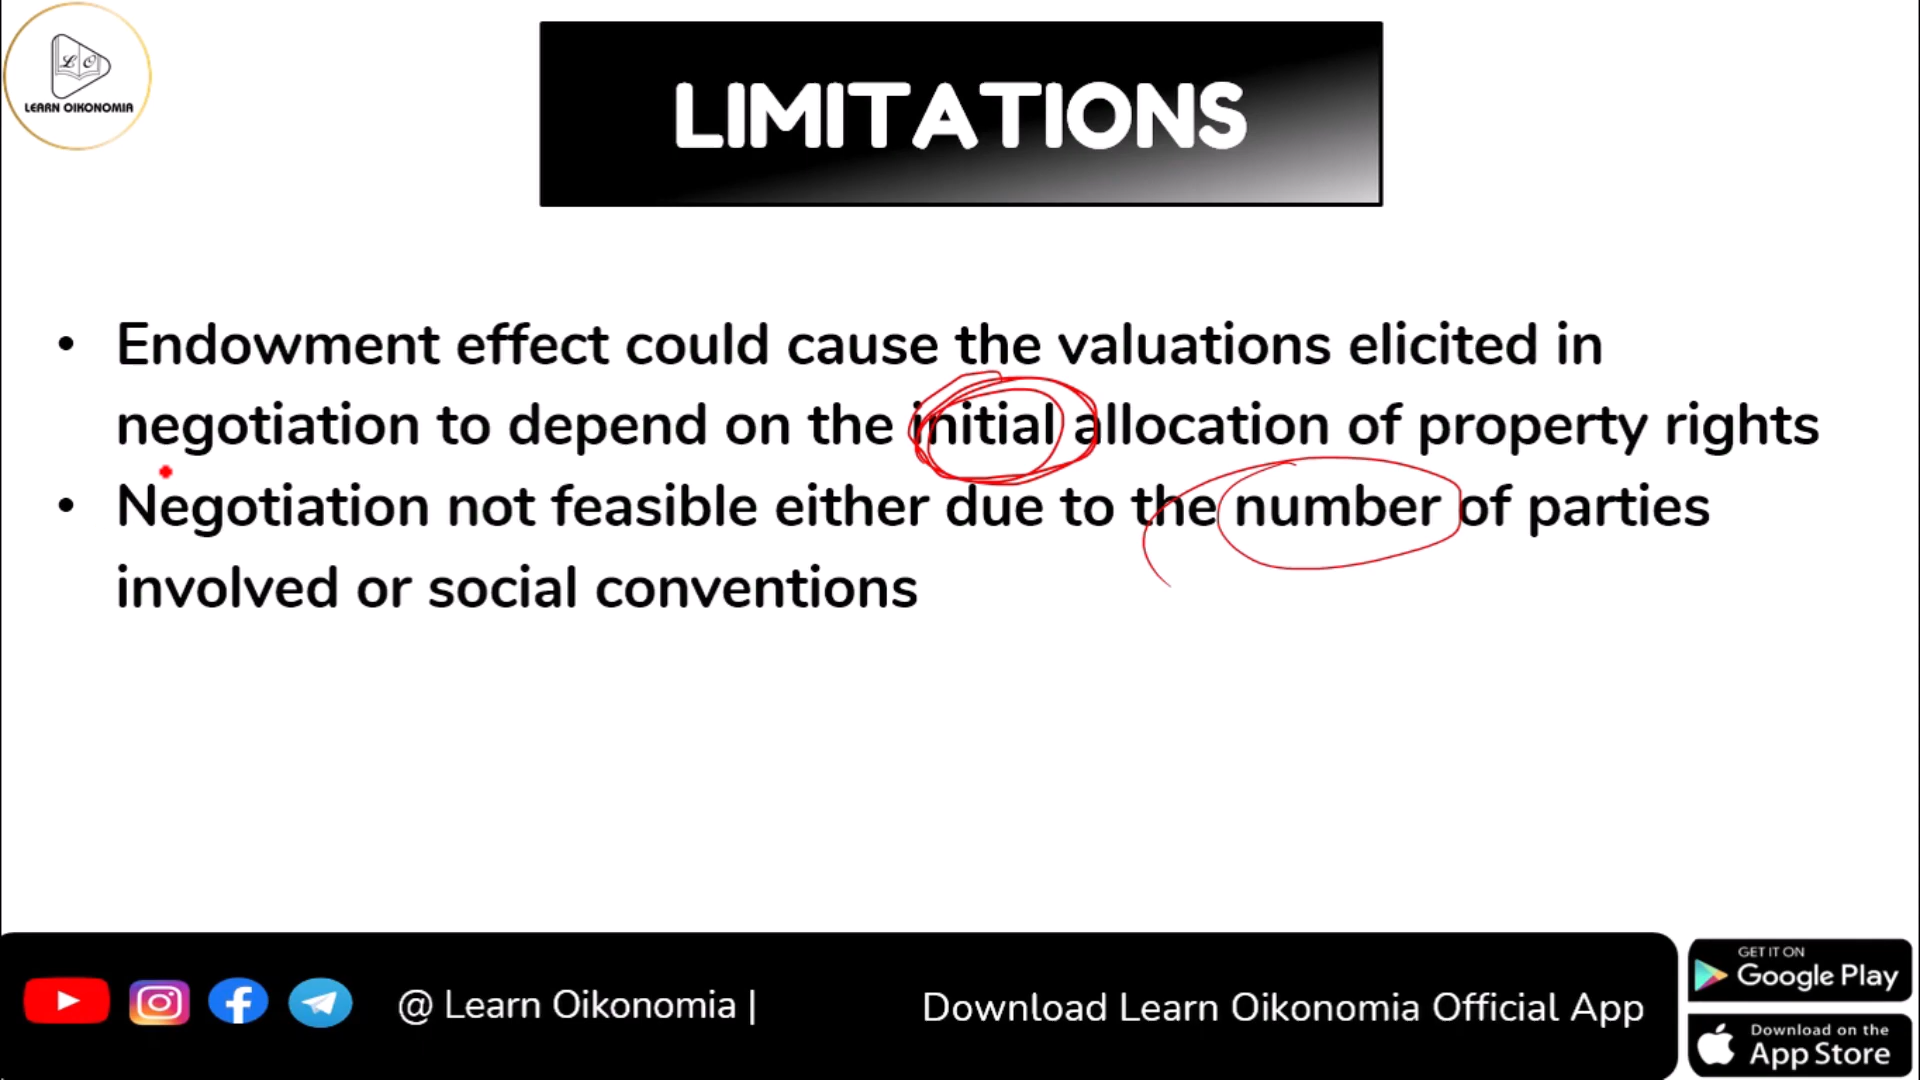 LEARN OIKONOMIA
LIMITATIONS
• Endowment effect could cause the valuations elicited in
negotiation to depend on the initial allocation of property rights
• Negotiation not feasible either due to the number of parties
involved or social conventions
@ Learn Oikonomia |
Download Learn Oikonomia Official App
GET IT ON
Google Play
Download on the
App Store